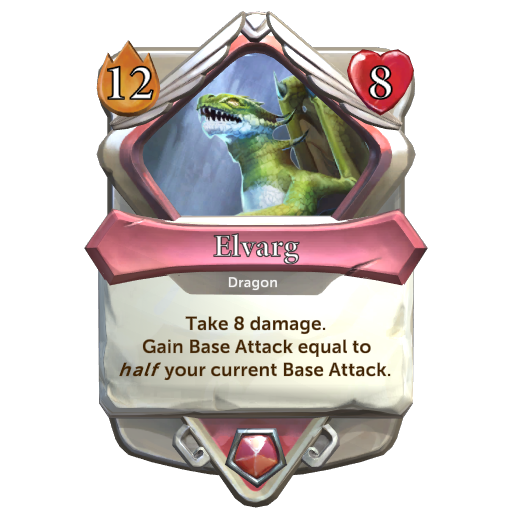 12
8
Elvarg
Dragon
Take 8 damage.
Gain Base Attack equal to
half your current Base Attack.